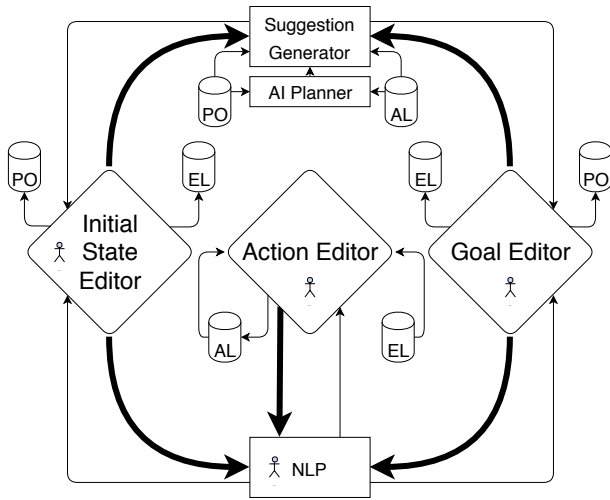 Suggestion
Generator
AI Planner
PO
AL
PO
EL
EL
PO
Initial
State
Editor
Action Editor
Goal Editor
AL
EL
NLP